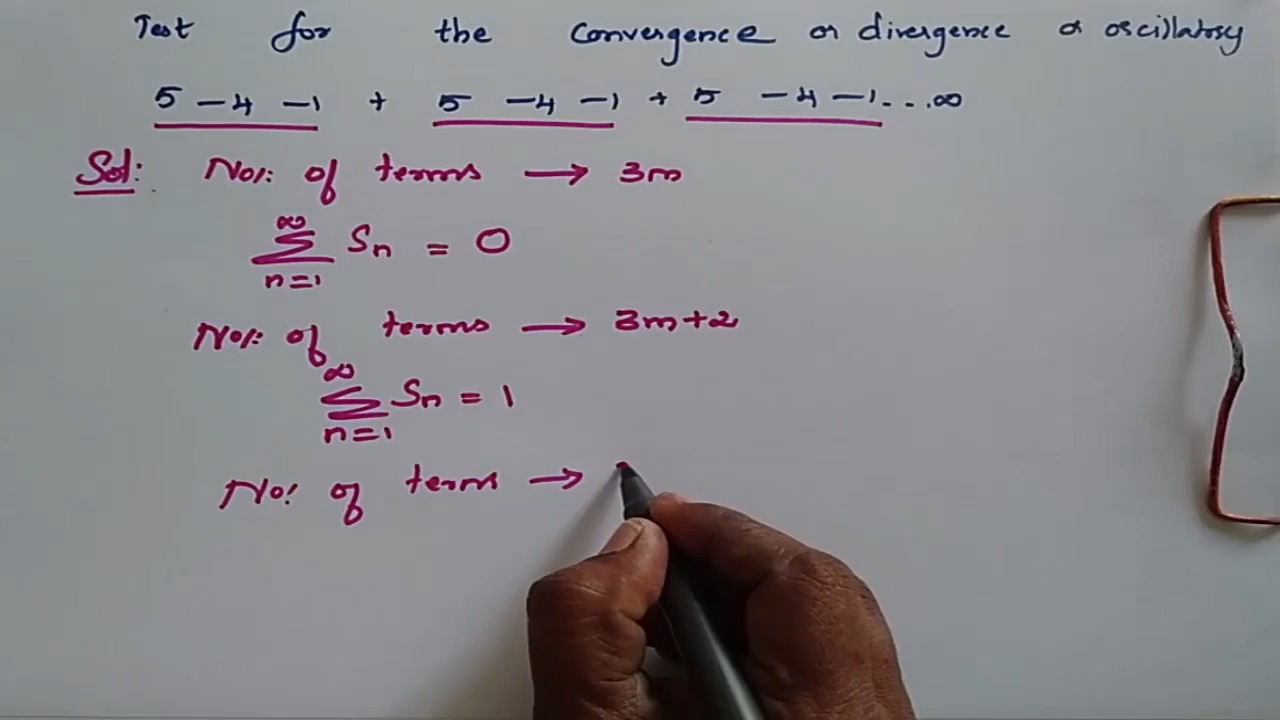 Test for the convergence or divergence or oscillatory
5 - 4 - 1 + 5 - 4 - 1 + 5 - 4 - 1 . . . ∞
Sol: No: of terms → 3m
∞
Σ Sn = 0
n=1
No: of terms → 3m+2
∞
Σ Sn = 1
n=1
No: of terms →